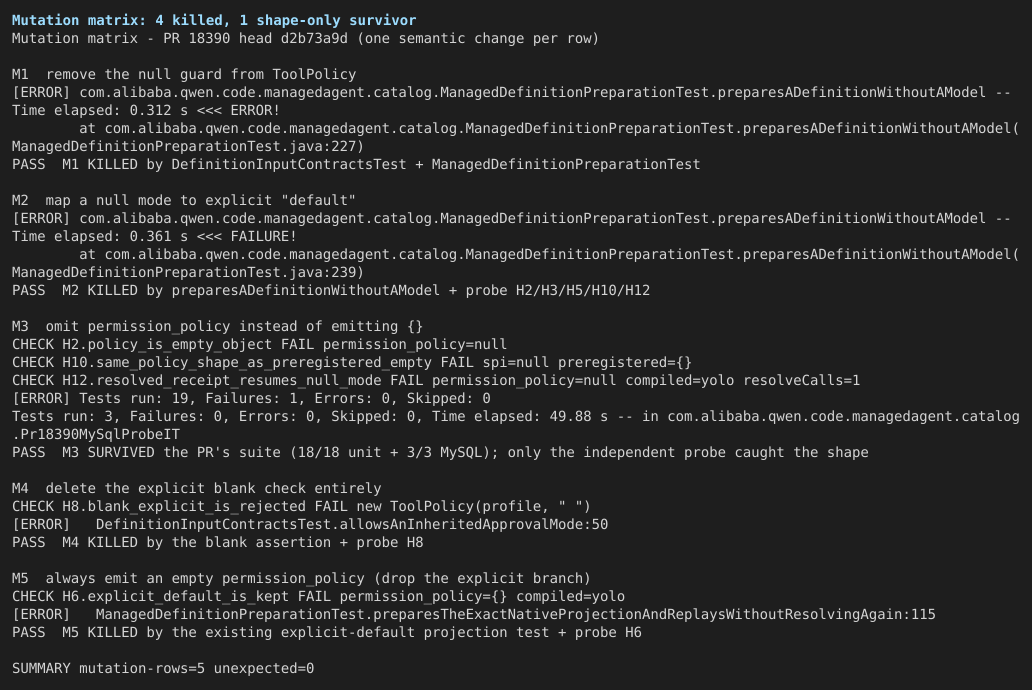 Mutation matrix: 4 killed, 1 shape-only survivor
Mutation matrix - PR 18390 head d2b73a9d (one semantic change per row)
M1  remove the null guard from ToolPolicy
[ERROR] com.alibaba.qwen.code.managedagent.catalog.ManagedDefinitionPreparationTest.preparesADefinitionWithoutAModel --
Time elapsed: 0.312 s <<< ERROR!
        at com.alibaba.qwen.code.managedagent.catalog.ManagedDefinitionPreparationTest.preparesADefinitionWithoutAModel(
ManagedDefinitionPreparationTest.java:227)
PASS  M1 KILLED by DefinitionInputContractsTest + ManagedDefinitionPreparationTest
M2  map a null mode to explicit "default"
[ERROR] com.alibaba.qwen.code.managedagent.catalog.ManagedDefinitionPreparationTest.preparesADefinitionWithoutAModel --
Time elapsed: 0.361 s <<< FAILURE!
        at com.alibaba.qwen.code.managedagent.catalog.ManagedDefinitionPreparationTest.preparesADefinitionWithoutAModel(
ManagedDefinitionPreparationTest.java:239)
PASS  M2 KILLED by preparesADefinitionWithoutAModel + probe H2/H3/H5/H10/H12
M3  omit permission_policy instead of emitting {}
CHECK H2.policy_is_empty_object FAIL permission_policy=null
CHECK H10.same_policy_shape_as_preregistered_empty FAIL spi=null preregistered={}
CHECK H12.resolved_receipt_resumes_null_mode FAIL permission_policy=null compiled=yolo resolveCalls=1
[ERROR] Tests run: 19, Failures: 1, Errors: 0, Skipped: 0
Tests run: 3, Failures: 0, Errors: 0, Skipped: 0, Time elapsed: 49.88 s -- in com.alibaba.qwen.code.managedagent.catalog
.Pr18390MySqlProbeIT
PASS  M3 SURVIVED the PR's suite (18/18 unit + 3/3 MySQL); only the independent probe caught the shape
M4  delete the explicit blank check entirely
CHECK H8.blank_explicit_is_rejected FAIL new ToolPolicy(profile, " ")
[ERROR]   DefinitionInputContractsTest.allowsAnInheritedApprovalMode:50
PASS  M4 KILLED by the blank assertion + probe H8
M5  always emit an empty permission_policy (drop the explicit branch)
CHECK H6.explicit_default_is_kept FAIL permission_policy={} compiled=yolo
[ERROR]   ManagedDefinitionPreparationTest.preparesTheExactNativeProjectionAndReplaysWithoutResolvingAgain:115
PASS  M5 KILLED by the existing explicit-default projection test + probe H6
SUMMARY mutation-rows=5 unexpected=0